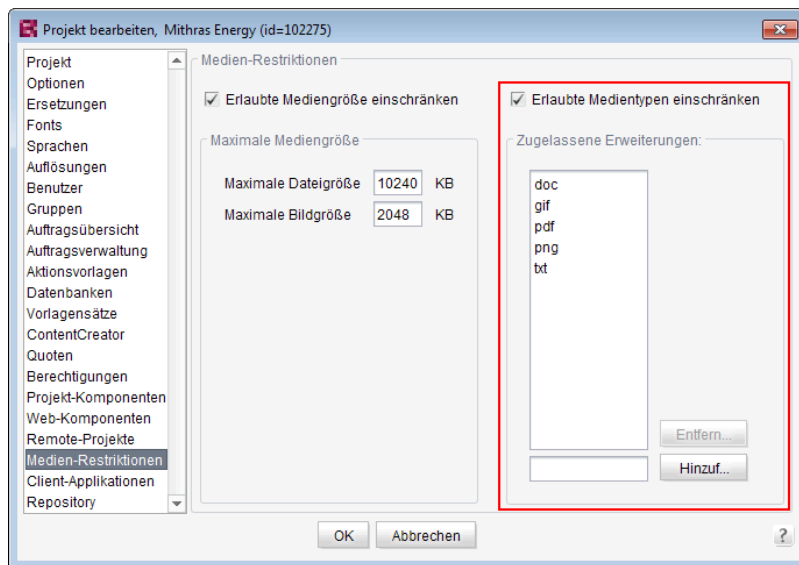 Projekt bearbeiten, Mithras Energy (id=102275)
Projekt
Optionen
Ersetzungen
Fonts
Sprachen
Auflösungen
Benutzer
Gruppen
Auftragsübersicht
Auftragsverwaltung
Aktionsvorlagen
Datenbanken
Vorlagensätze
ContentCreator
Quoten
Berechtigungen
Projekt-Komponenten
Web-Komponenten
Remote-Projekte
Medien-Restriktionen
Client-Applikationen
Repository
Medien-Restriktionen
Erlaubte Mediengröße einschränken
Maximale Mediengröße
Maximale Dateigröße 10240 KB
Maximale Bildgröße 2048 KB
Erlaubte Medientypen einschränken
Zugelassene Erweiterungen:
doc
gif
pdf
png
txt
Entfern...
Hinzuf...
OK Abbrechen ?